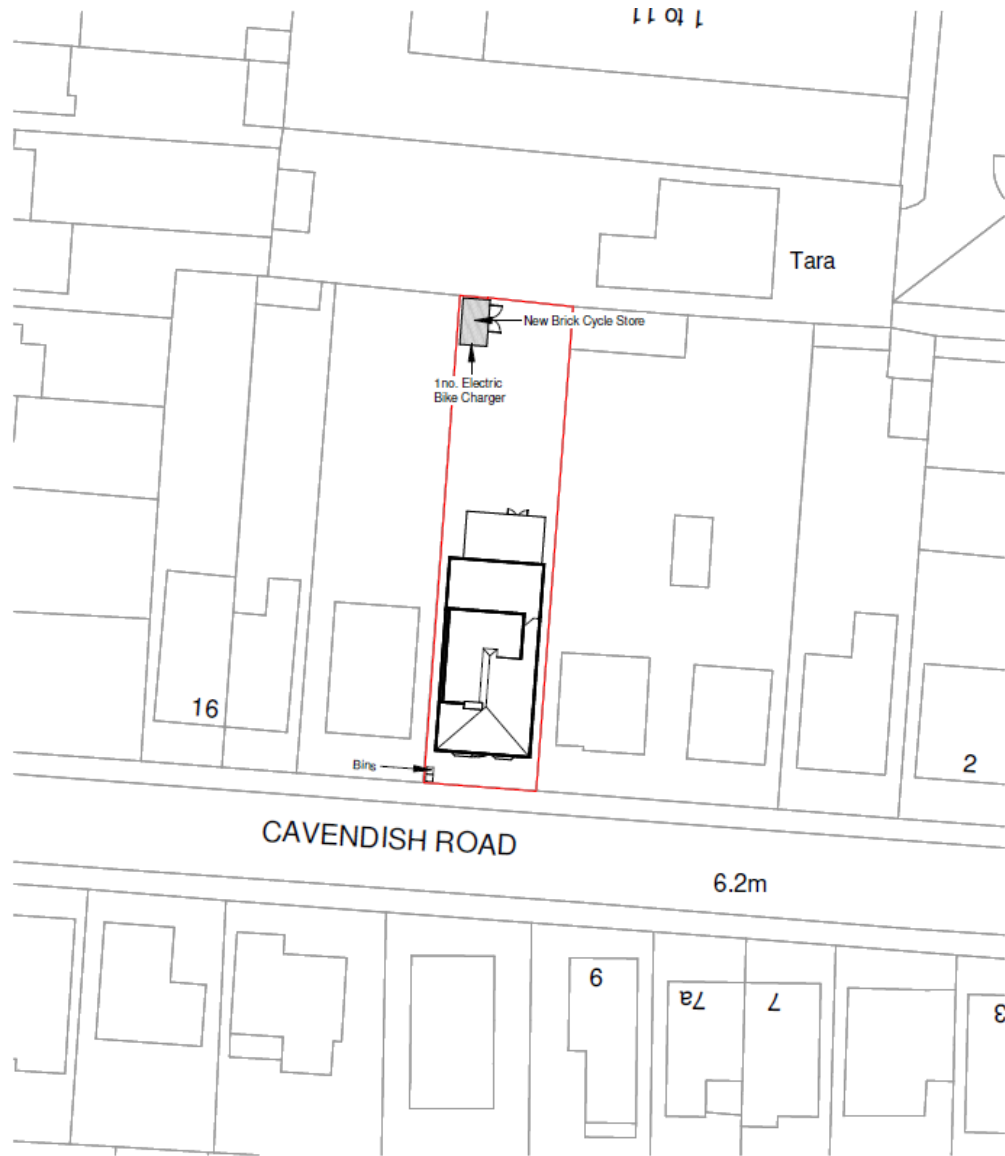 1 to 11
Tara
New Brick Cycle Store
1no. Electric
Bike Charger
16
2
Bins
CAVENDISH ROAD
6.2m
9
7a
7
3